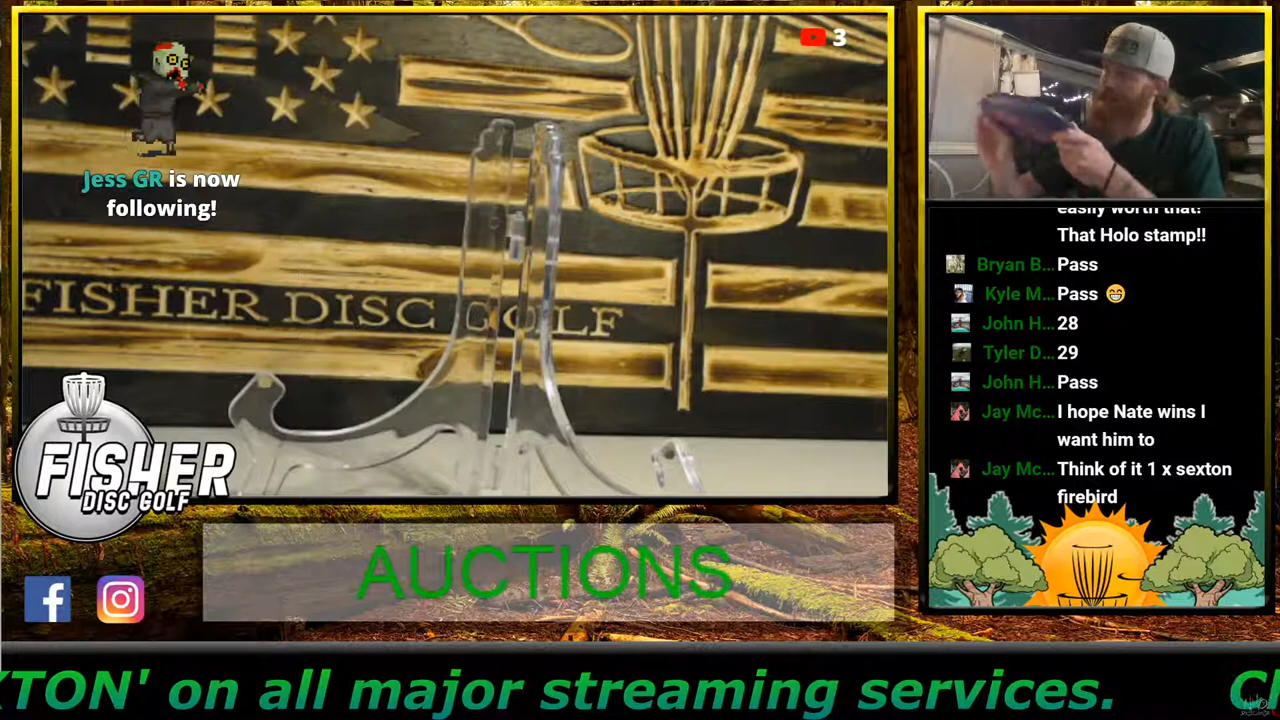 3
Jess GR is now
following!
FISHER DISC GOLF
FISHER
DISC GOLF
AUCTIONS
easily worth that!
That Holo stamp!!
Bryan B... Pass
Kyle M... Pass 😁
John H... 28
Tyler D... 29
John H... Pass
Jay Mc... I hope Nate wins I
want him to
Jay Mc... Think of it 1 x sexton
firebird
XTON' on all major streaming services.